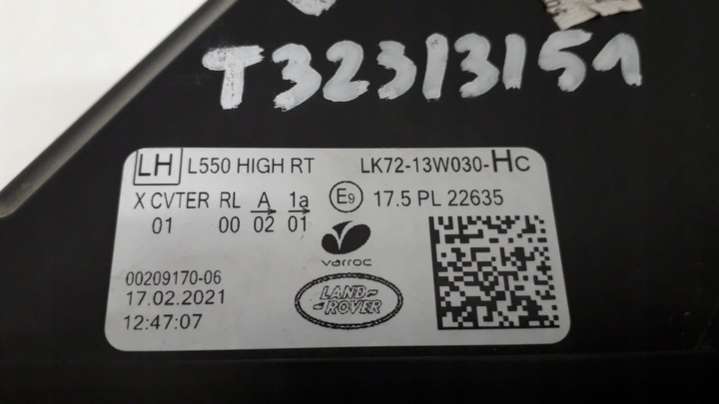 T32313151
LH L550 HIGH RT LK72-13W030-HC
X CVTER RL A 1a E9 17.5 PL 22635
01 00 02 01
varroc
00209170-06
17.02.2021
12:47:07
LAND-
-ROVER